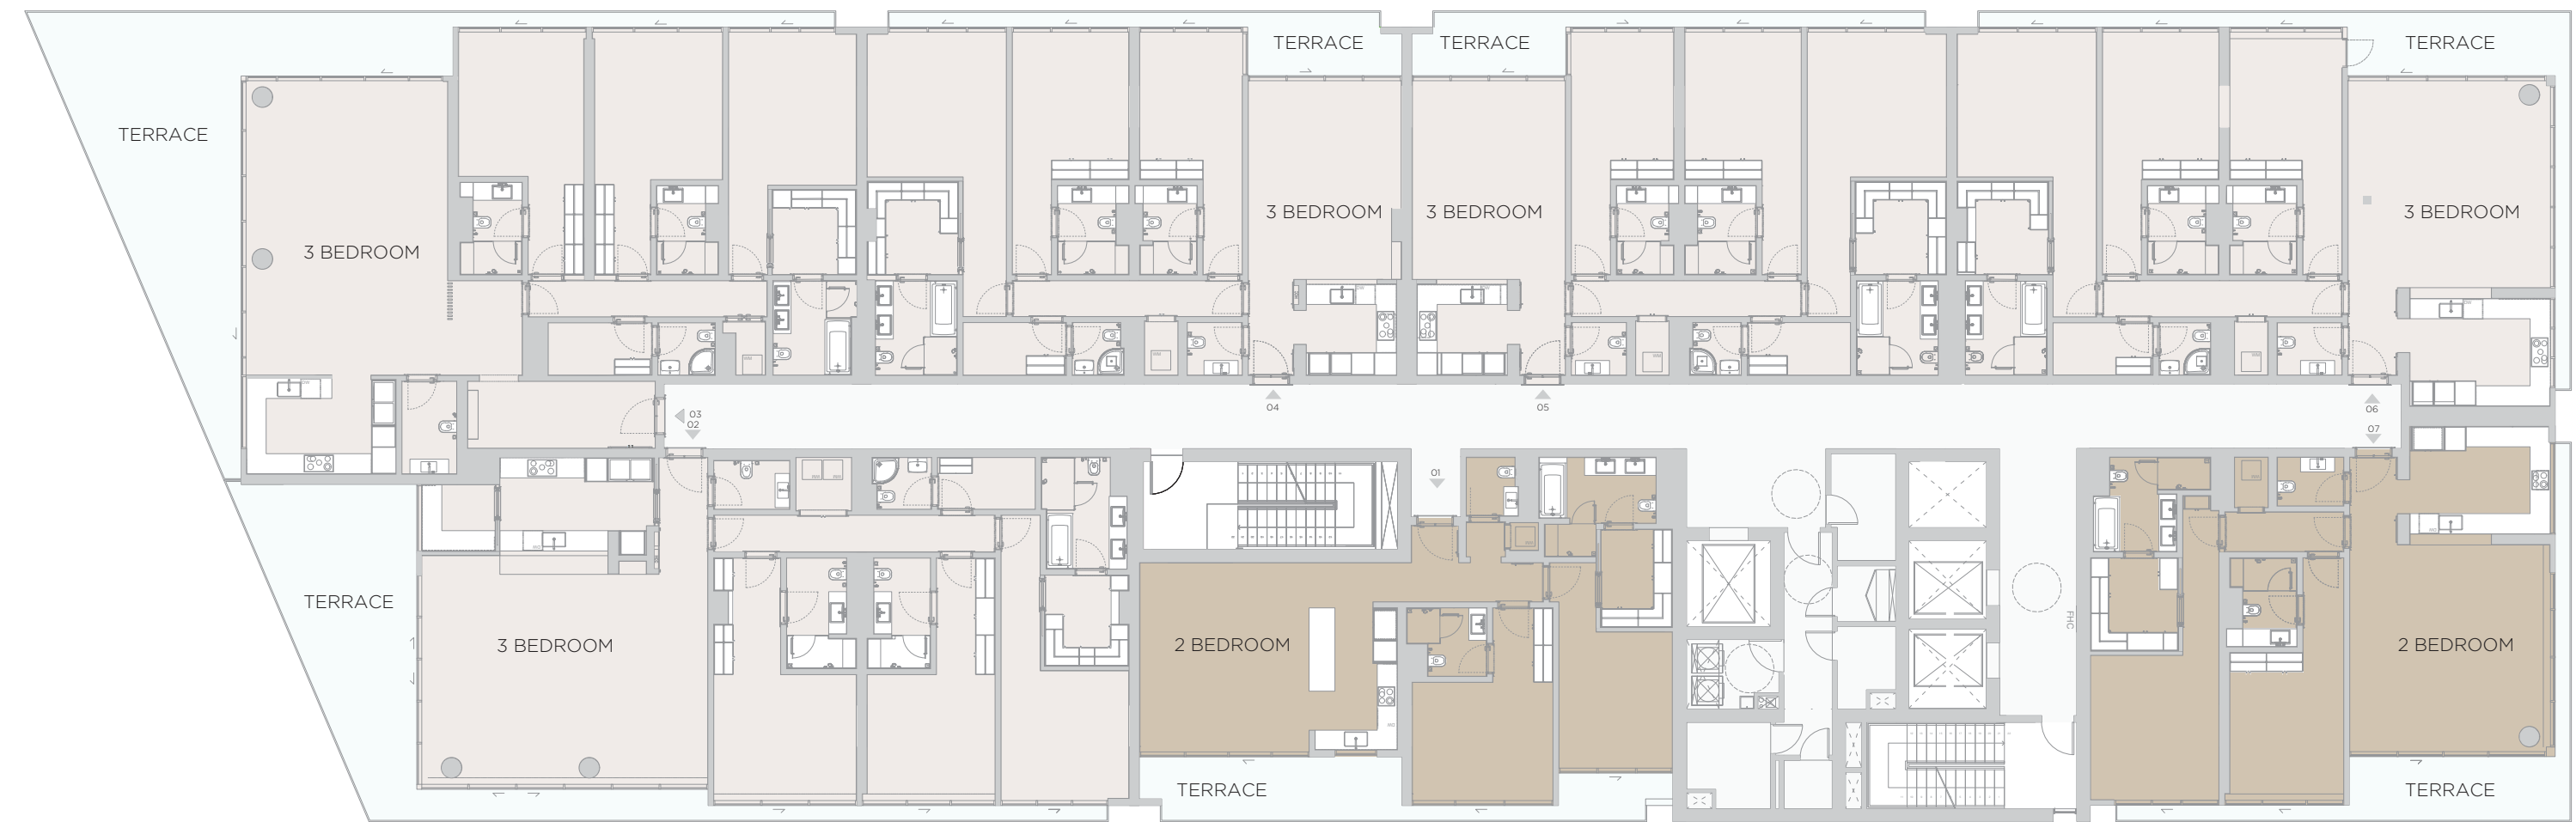 TERRACE
TERRACE
TERRACE
TERRACE
3 BEDROOM
3 BEDROOM
3 BEDROOM
3 BEDROOM
03
02
04
05
06
07
01
TERRACE
3 BEDROOM
2 BEDROOM
2 BEDROOM
FHC
TERRACE
TERRACE